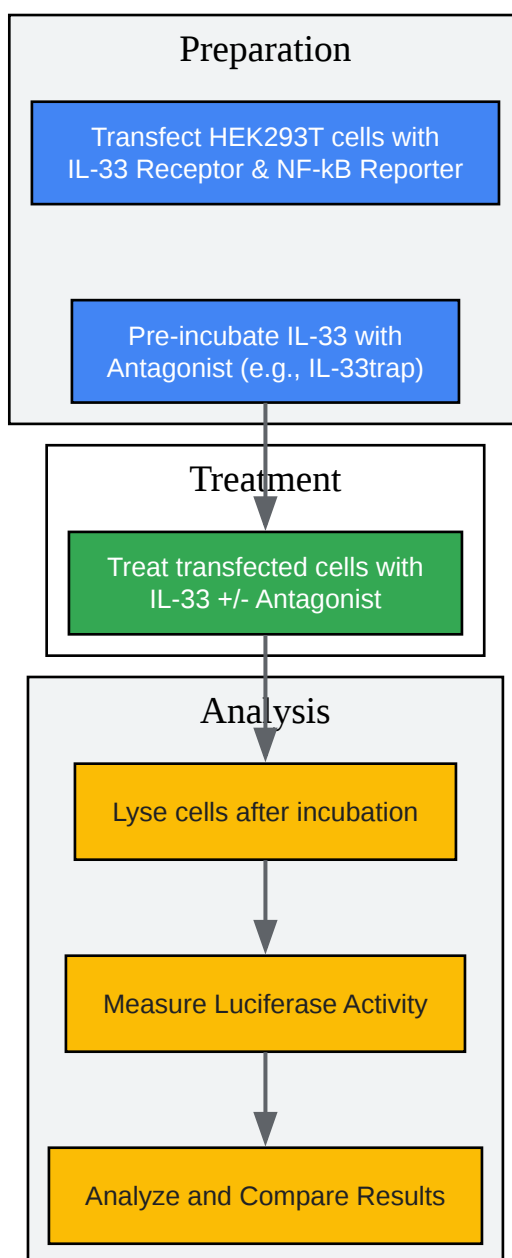 Preparation
Transfect HEK293T cells with
IL-33 Receptor & NF-kB Reporter
Pre-incubate IL-33 with
Antagonist (e.g., IL-33trap)
Treatment
Treat transfected cells with
IL-33 +/- Antagonist
Analysis
Lyse cells after incubation
Measure Luciferase Activity
Analyze and Compare Results